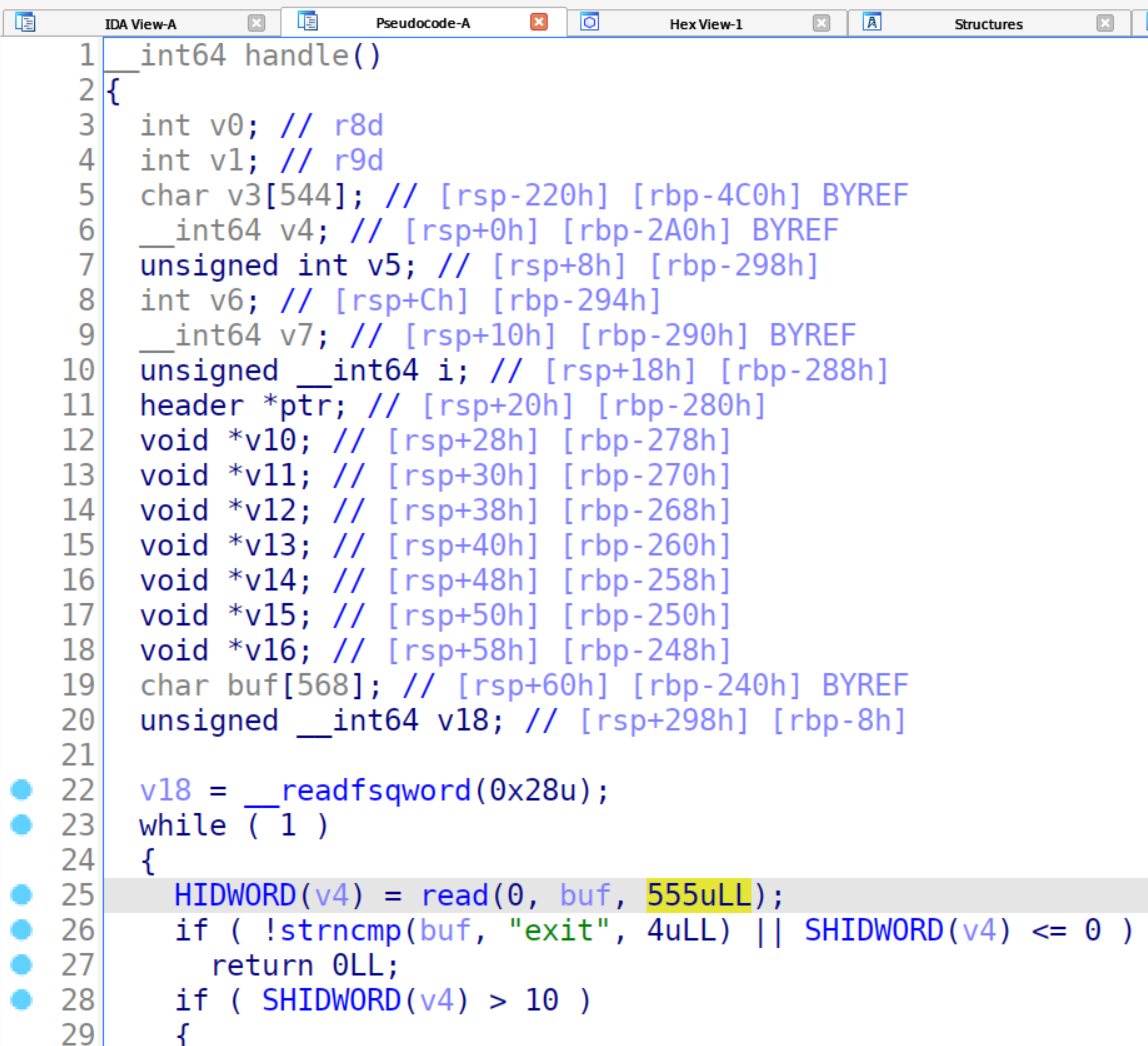 IDA View-A Pseudocode-A Hex View-1 Structures
1 __int64 handle()
2 {
3 int v0; // r8d
4 int v1; // r9d
5 char v3[544]; // [rsp-220h] [rbp-4C0h] BYREF
6 __int64 v4; // [rsp+0h] [rbp-2A0h] BYREF
7 unsigned int v5; // [rsp+8h] [rbp-298h]
8 int v6; // [rsp+Ch] [rbp-294h]
9 __int64 v7; // [rsp+10h] [rbp-290h] BYREF
10 unsigned __int64 i; // [rsp+18h] [rbp-288h]
11 header *ptr; // [rsp+20h] [rbp-280h]
12 void *v10; // [rsp+28h] [rbp-278h]
13 void *v11; // [rsp+30h] [rbp-270h]
14 void *v12; // [rsp+38h] [rbp-268h]
15 void *v13; // [rsp+40h] [rbp-260h]
16 void *v14; // [rsp+48h] [rbp-258h]
17 void *v15; // [rsp+50h] [rbp-250h]
18 void *v16; // [rsp+58h] [rbp-248h]
19 char buf[568]; // [rsp+60h] [rbp-240h] BYREF
20 unsigned __int64 v18; // [rsp+298h] [rbp-8h]
21
22 v18 = __readfsqword(0x28u);
23 while ( 1 )
24 {
25 HIDWORD(v4) = read(0, buf, 555uLL);
26 if ( !strncmp(buf, "exit", 4uLL) || SHIDWORD(v4) <= 0 )
27 return 0LL;
28 if ( SHIDWORD(v4) > 10 )
29 {